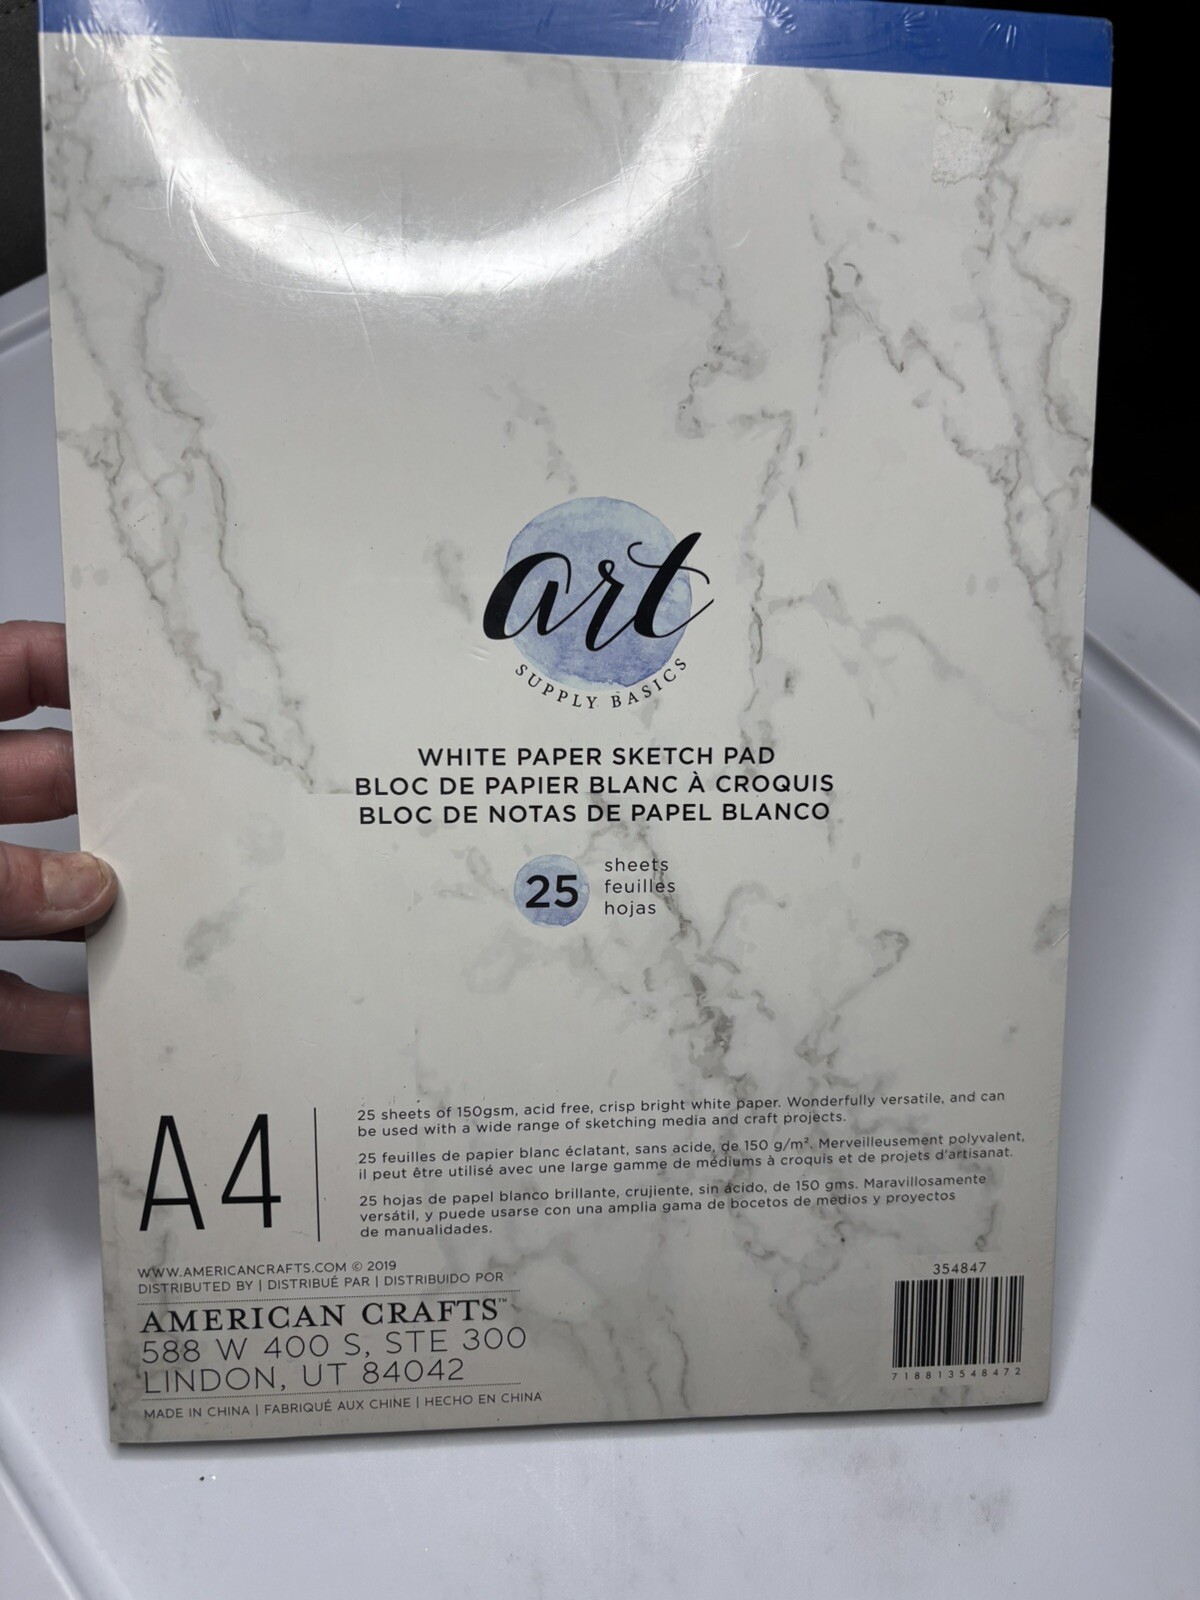 art
SUPPLY BASICS
WHITE PAPER SKETCH PAD
BLOC DE PAPIER BLANC À CROQUIS
BLOC DE NOTAS DE PAPEL BLANCO
25
sheets
feuilles
hojas
A4
25 sheets of 150gsm, acid free, crisp bright white paper. Wonderfully versatile, and can
be used with a wide range of sketching media and craft projects.
25 feuilles de papier blanc éclatant, sans acide, de 150 g/m². Merveilleusement polyvalent,
il peut être utilisé avec une large gamme de médiums à croquis et de projets d'artisanat.
25 hojas de papel blanco brillante, crujiente, sin ácido, de 150 gms. Maravillosamente
versátil, y puede usarse con una amplia gama de bocetos de medios y proyectos
de manualidades.
WWW.AMERICANCRAFTS.COM © 2019
DISTRIBUTED BY | DISTRIBUÉ PAR | DISTRIBUIDO POR
AMERICAN CRAFTS™
588 W 400 S, STE 300
LINDON, UT 84042
MADE IN CHINA | FABRIQUÉ AUX CHINE | HECHO EN CHINA
354847
718813548472